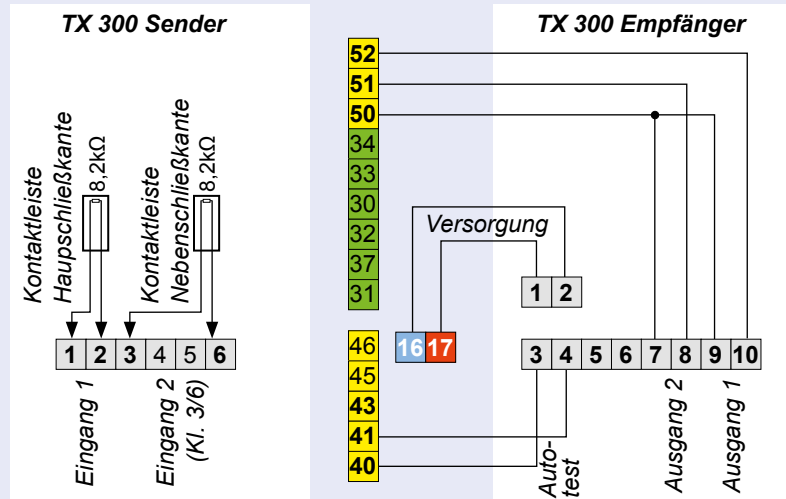 TX 300 Sender
TX 300 Empfänger
Kontaktleiste
Haupschließkante
8,2kΩ
Kontaktleiste
Nebenschließkante
8,2kΩ
1 2 3 4 5 6
Eingang 1
Eingang 2
(Kl. 3/6)
52
51
50
34
33
30
32
37
31
Versorgung
1 2
46
45
43
41
40
16 17
3 4 5 6 7 8 9 10
Auto-
test
Ausgang 2
Ausgang 1